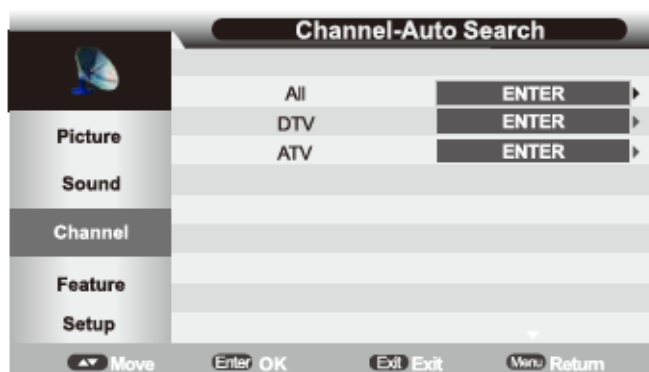 Channel-Auto Search
All ENTER
DTV ENTER
ATV ENTER
Picture
Sound
Channel
Feature
Setup
Move Enter OK Exit Exit Menu Return